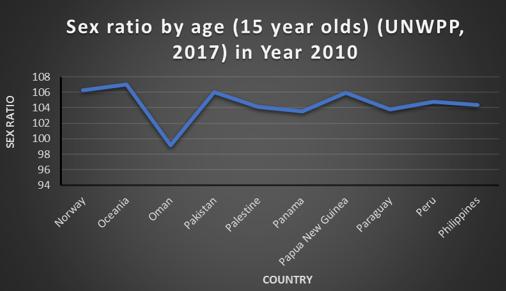 Sex ratio by age (15 year olds) (UNWPP,
2017) in Year 2010
108
106
104
102
100
98
96
94
SEX RATIO
Norway
Oceania
Oman
Pakistan
Palestine
Panama
Papua New Guinea
Paraguay
Peru
Philippines
COUNTRY